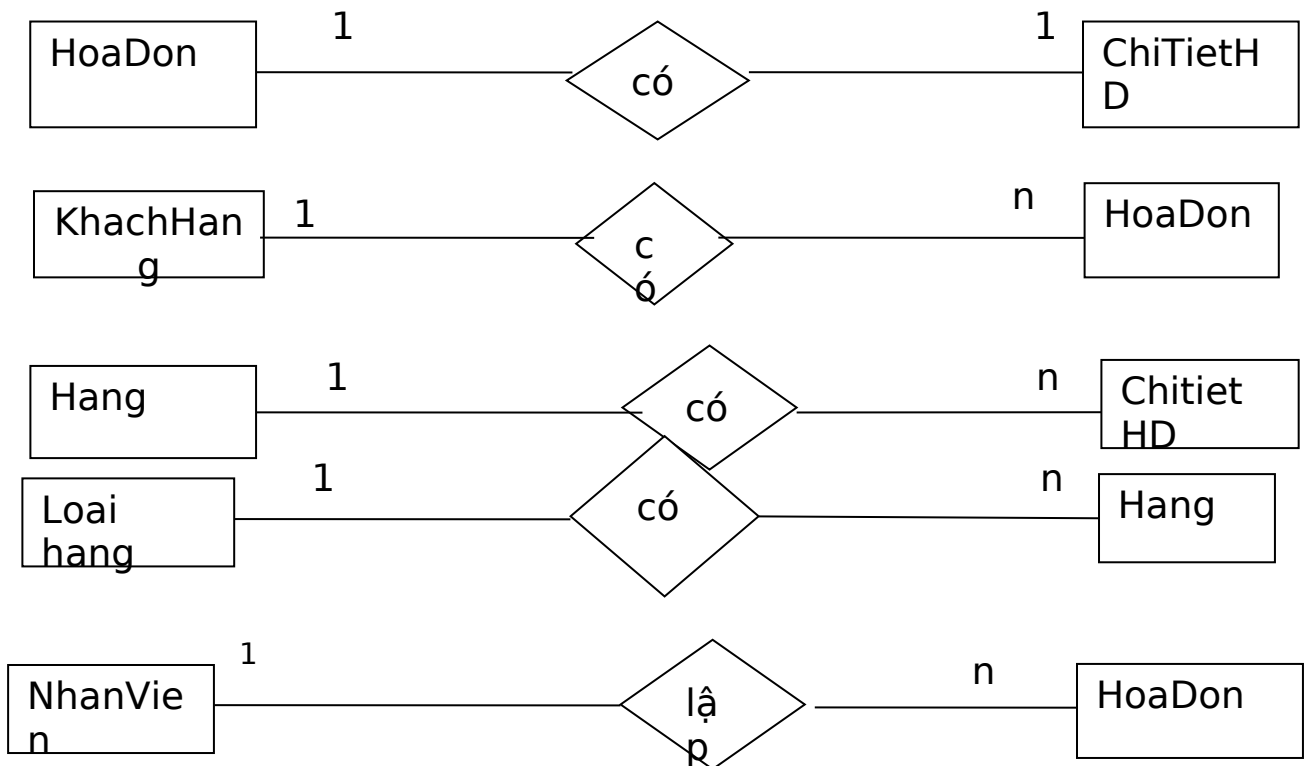 HoaDon
1
có
1
ChiTietH
D
KhachHan
g
1
c
ó
n
HoaDon
Hang
1
có
n
Chitiet
HD
Loai
hang
1
có
n
Hang
NhanVie
n
1
lậ
p
n
HoaDon